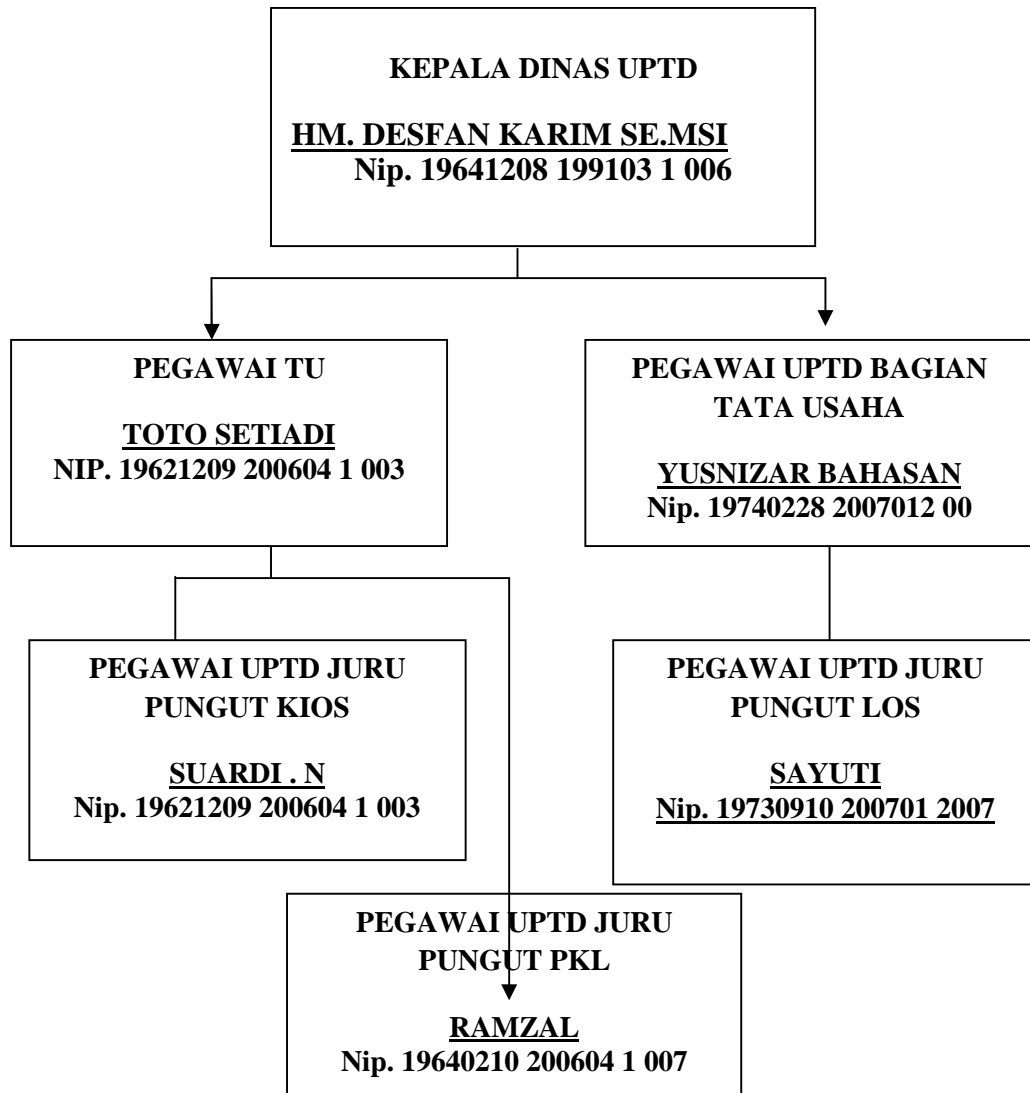 KEPALA DINAS UPTD
HM. DESFAN KARIM SE.MSI
Nip. 19641208 199103 1 006
PEGAWAI TU
TOTO SETIADI
NIP. 19621209 200604 1 003
PEGAWAI UPTD BAGIAN
TATA USAHA
YUSNIZAR BAHASAN
Nip. 19740228 2007012 00
PEGAWAI UPTD JURU
PUNGUT KIOS
SUARDI . N
Nip. 19621209 200604 1 003
PEGAWAI UPTD JURU
PUNGUT LOS
SAYUTI
Nip. 19730910 200701 2007
PEGAWAI UPTD JURU
PUNGUT PKL
RAMZAL
Nip. 19640210 200604 1 007